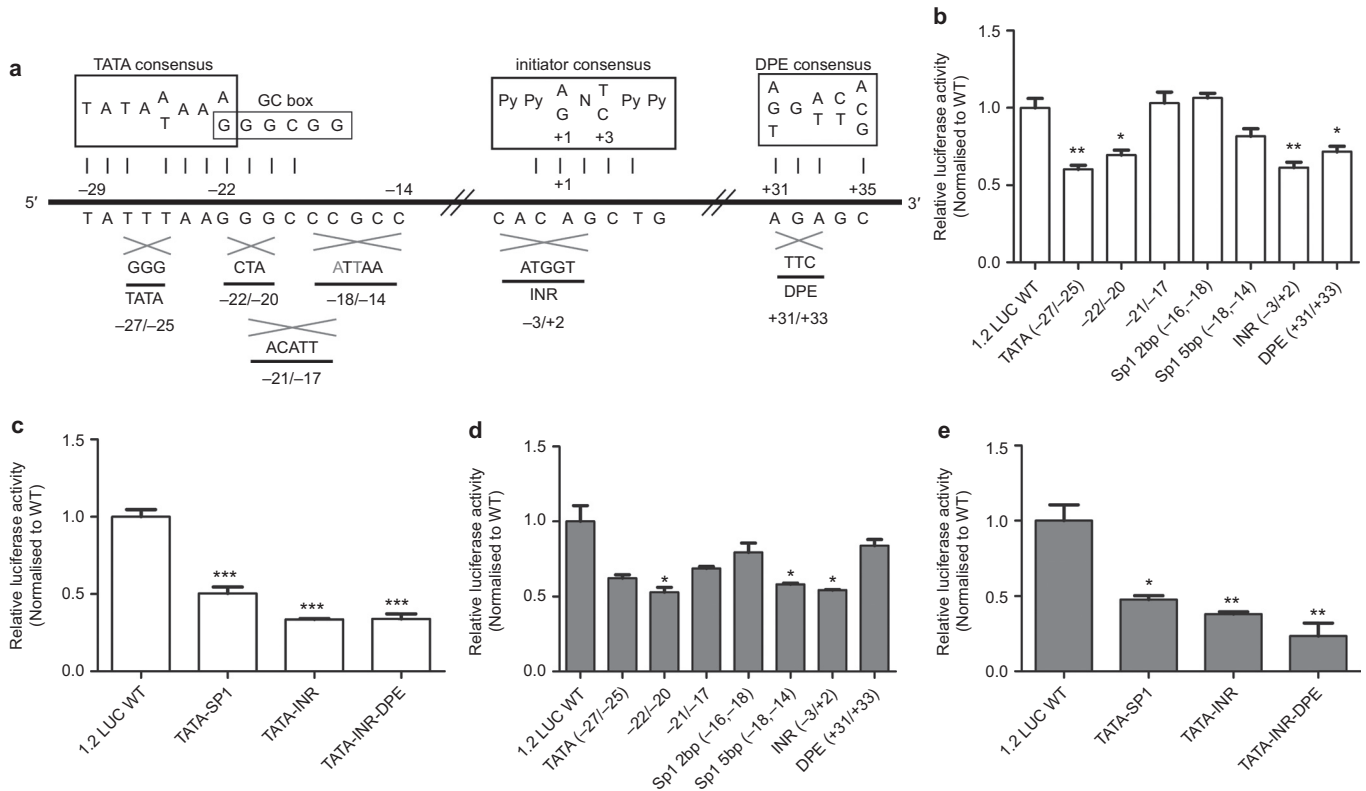 a
TATA consensus
GC box
initiator consensus
DPE consensus
T A T A A A A A
T
G G G C G G
Py Py A N T Py Py
G C
+1 +3
A G A C A
G T T C
T G
–29 –22 –14
+1
+31 +35
5′ 3′
T A T T T A A G G G C C C G C C
C A C A G C T G
A G A G C
GGG
TATA
–27/–25
CTA
–22/–20
ATTAA
–18/–14
ACATT
–21/–17
ATGGT
INR
–3/+2
TTC
DPE
+31/+33
b
Relative luciferase activity
(Normalised to WT)
1.5
1.0
0.5
0.0
** * ** *
1.2 LUC WT
TATA (–27/–25)
–22/–20
–21/–17
Sp1 2bp (–16,–18)
Sp1 5bp (–18,–14)
INR (–3/+2)
DPE (+31/+33)
c
Relative luciferase activity
(Normalised to WT)
1.5
1.0
0.5
0.0
*** *** ***
1.2 LUC WT
TATA-SP1
TATA-INR
TATA-INR-DPE
d
Relative luciferase activity
(Normalised to WT)
1.5
1.0
0.5
0.0
* * *
1.2 LUC WT
TATA (–27/–25)
–22/–20
–21/–17
Sp1 2bp (–16,–18)
Sp1 5bp (–18,–14)
INR (–3/+2)
DPE (+31/+33)
e
Relative luciferase activity
(Normalised to WT)
1.5
1.0
0.5
0.0
* ** **
1.2 LUC WT
TATA-SP1
TATA-INR
TATA-INR-DPE